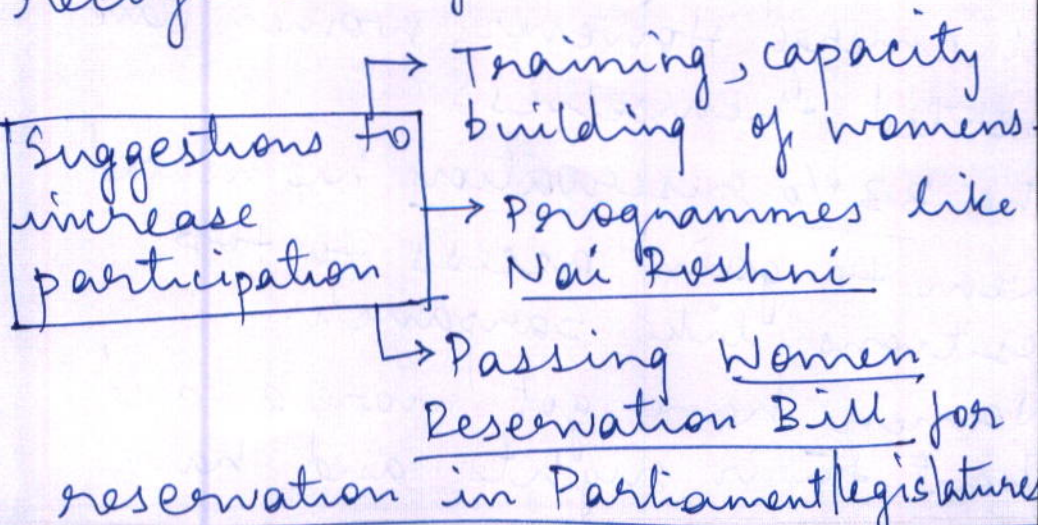 Suggestions to
increase
participation
Training, capacity
building of womens.
Programmes like
Nai Roshni
Passing Women
Reservation Bill for
reservation in Parliament/legislatures